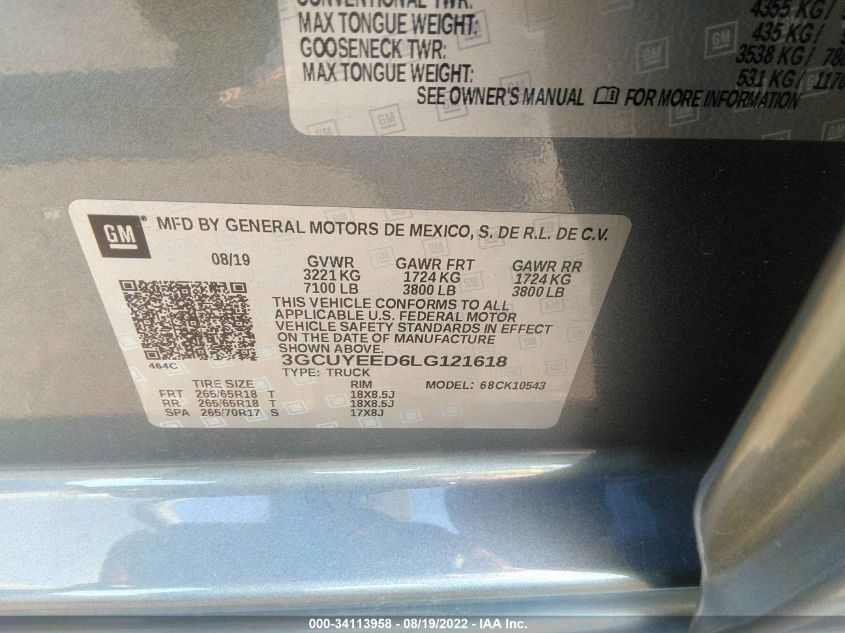 CONVENTIONAL TWR: 4355 KG /
MAX TONGUE WEIGHT: 435 KG /
GOOSENECK TWR: 3538 KG /
MAX TONGUE WEIGHT: 531 KG / 1170
SEE OWNER'S MANUAL FOR MORE INFORMATION
GM
GM ® MFD BY GENERAL MOTORS DE MEXICO, S. DE R.L. DE C.V.
08/19 GVWR GAWR FRT GAWR RR
3221 KG 1724 KG 1724 KG
7100 LB 3800 LB 3800 LB
THIS VEHICLE CONFORMS TO ALL
APPLICABLE U.S. FEDERAL MOTOR
VEHICLE SAFETY STANDARDS IN EFFECT
ON THE DATE OF MANUFACTURE
SHOWN ABOVE.
464C 3GCUYEED6LG121618
TYPE: TRUCK MODEL: 68CK10543
TIRE SIZE RIM
FRT 265/65R18 T 18X8.5J
RR 265/65R18 T 18X8.5J
SPA 265/70R17 S 17X8J
000-34113958 - 08/19/2022 - IAA Inc.